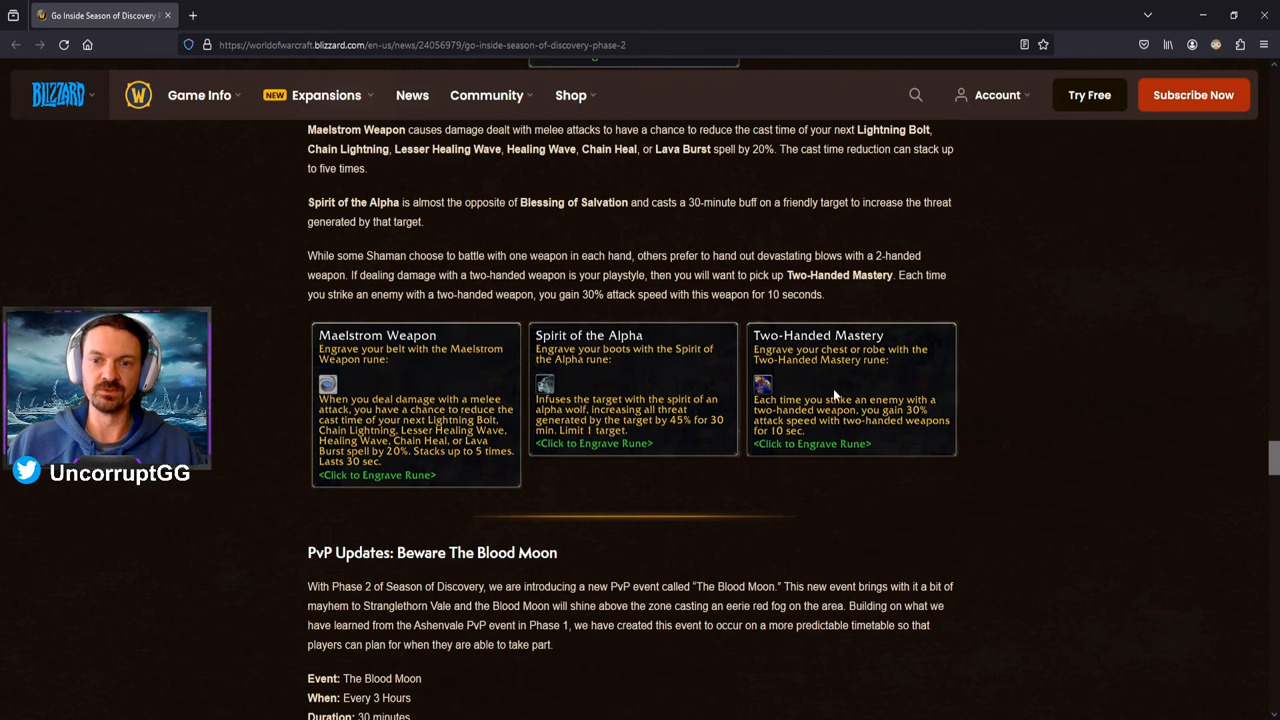 Go Inside Season of Discovery
https://worldofwarcraft.blizzard.com/en-us/news/24056979/go-inside-season-of-discovery-phase-2
BLIZZARD
W
Game Info
NEW Expansions
News
Community
Shop
Account
Try Free
Subscribe Now
Maelstrom Weapon causes damage dealt with melee attacks to have a chance to reduce the cast time of your next Lightning Bolt,
Chain Lightning, Lesser Healing Wave, Healing Wave, Chain Heal, or Lava Burst spell by 20%. The cast time reduction can stack up
to five times.
Spirit of the Alpha is almost the opposite of Blessing of Salvation and casts a 30-minute buff on a friendly target to increase the threat
generated by that target.
While some Shaman choose to battle with one weapon in each hand, others prefer to hand out devastating blows with a 2-handed
weapon. If dealing damage with a two-handed weapon is your playstyle, then you will want to pick up Two-Handed Mastery. Each time
you strike an enemy with a two-handed weapon, you gain 30% attack speed with this weapon for 10 seconds.
Maelstrom Weapon
Engrave your belt with the Maelstrom
Weapon rune:
When you deal damage with a melee
attack, you have a chance to reduce the
cast time of your next Lightning Bolt,
Chain Lightning, Lesser Healing Wave,
Healing Wave, Chain Heal, or Lava
Burst spell by 20%. Stacks up to 5 times.
Lasts 30 sec.
<Click to Engrave Rune>
Spirit of the Alpha
Engrave your boots with the Spirit of
the Alpha rune:
Infuses the target with the spirit of an
alpha wolf, increasing all threat
generated by the target by 45% for 30
min. Limit 1 target.
<Click to Engrave Rune>
Two-Handed Mastery
Engrave your chest or robe with the
Two-Handed Mastery rune:
Each time you strike an enemy with a
two-handed weapon, you gain 30%
attack speed with two-handed weapons
for 10 sec.
<Click to Engrave Rune>
UncorruptGG
PvP Updates: Beware The Blood Moon
With Phase 2 of Season of Discovery, we are introducing a new PvP event called “The Blood Moon.” This new event brings with it a bit of
mayhem to Stranglethorn Vale and the Blood Moon will shine above the zone casting an eerie red fog on the area. Building on what we
have learned from the Ashenvale PvP event in Phase 1, we have created this event to occur on a more predictable timetable so that
players can plan for when they are able to take part.
Event: The Blood Moon
When: Every 3 Hours
Duration: 30 minutes